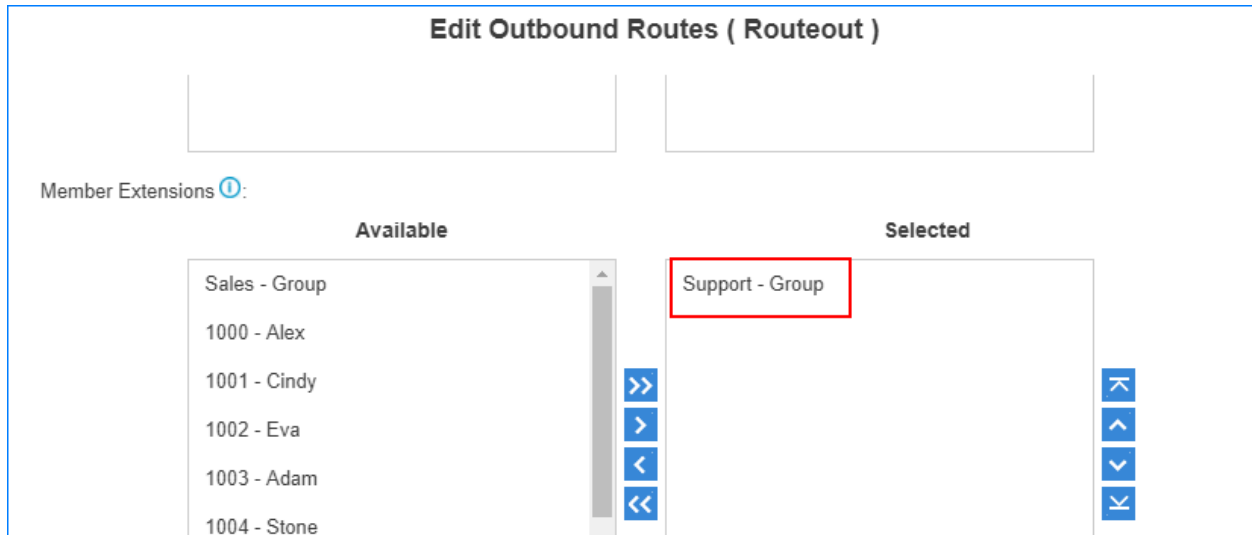 Edit Outbound Routes ( Routeout )
Member Extensions :
Available
Selected
Sales - Group
Support - Group
1000 - Alex
1001 - Cindy
1002 - Eva
1003 - Adam
1004 - Stone